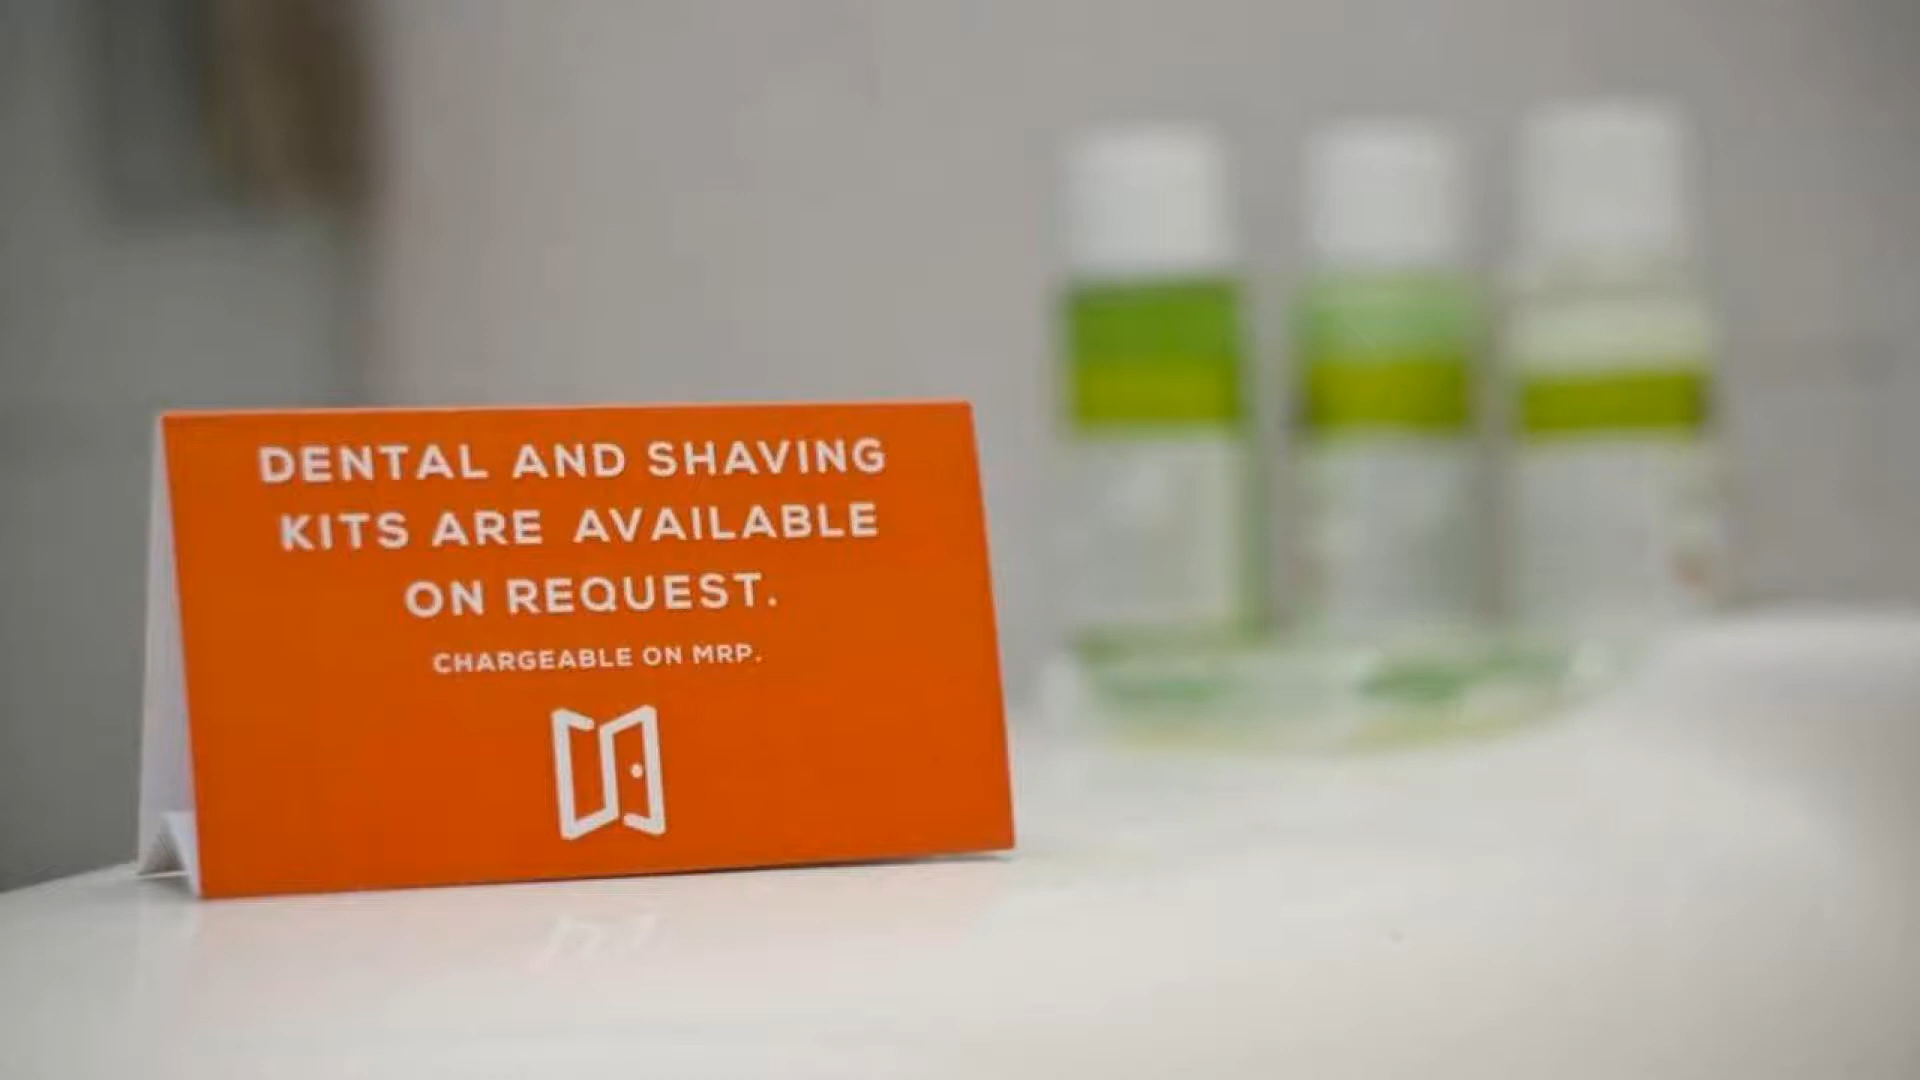 DENTAL AND SHAVING
KITS ARE AVAILABLE
ON REQUEST.
CHARGEABLE ON MRP.